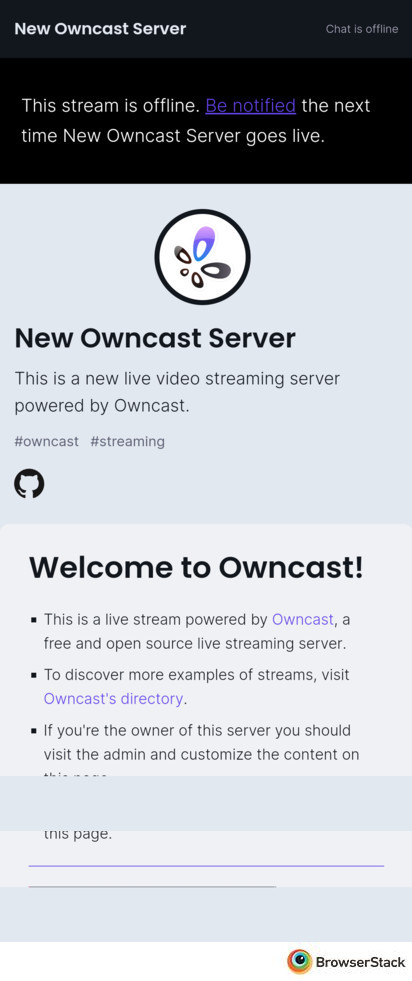 New Owncast Server
Chat is offline
This stream is offline. Be notified the next
time New Owncast Server goes live.
New Owncast Server
This is a new live video streaming server
powered by Owncast.
#owncast #streaming
Welcome to Owncast!
This is a live stream powered by Owncast, a
free and open source live streaming server.
To discover more examples of streams, visit
Owncast's directory.
If you're the owner of this server you should
visit the admin and customize the content on
this page.
this page.
BrowserStack